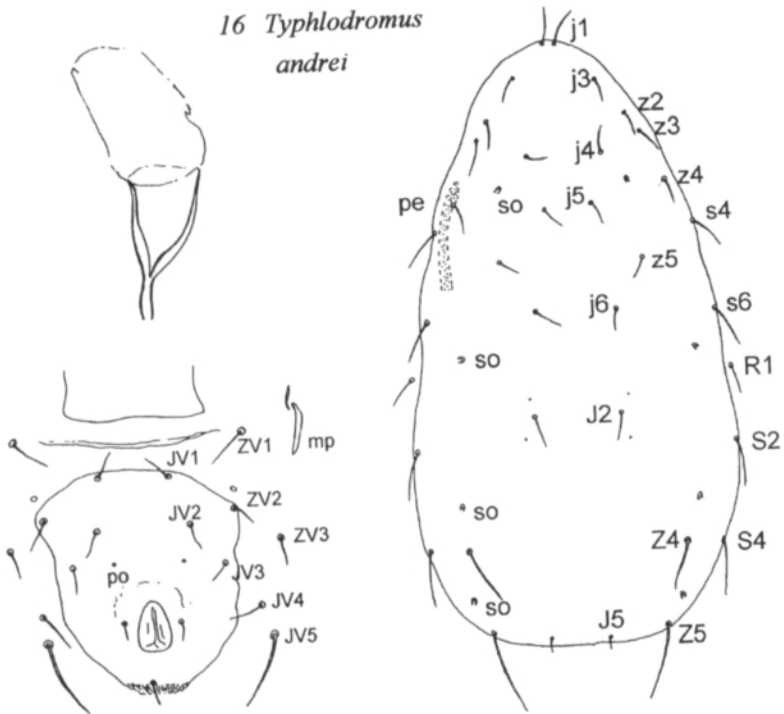 16 Typhlodromus
andrei
j1
j3
z2
z3
j4
z4
pe
so
j5
s4
z5
j6
s6
so
R1
J2
S2
mp
ZV1
JV1
ZV2
JV2
ZV3
so
Z4
S4
po
JV3
JV4
so
J5
Z5
JV5